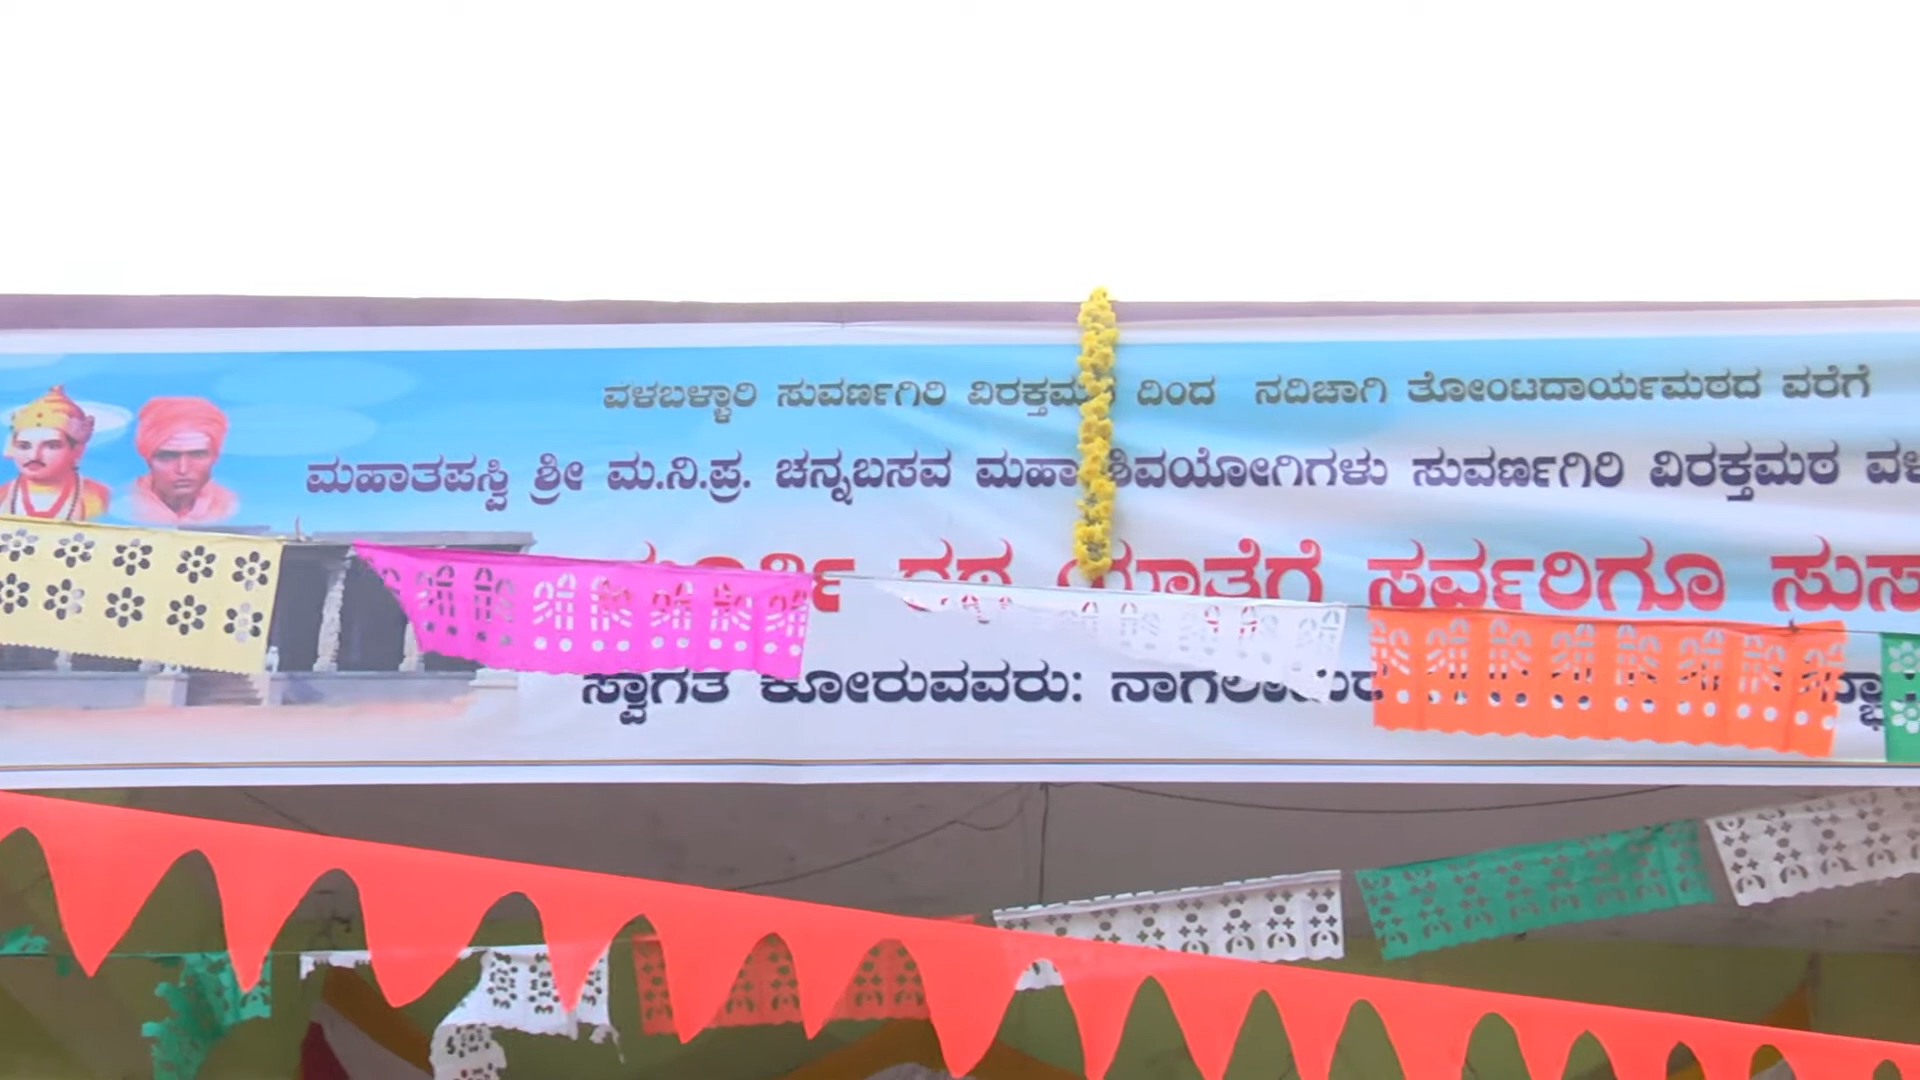 ವಳಬಳ್ಳಾರಿ ಸುವರ್ಣಗಿರಿ ವಿರಕ್ತಮಠ ದಿಂದ ನದಿಚಾಗಿ ತೋಂಟದಾರ್ಯಮಠದ ವರೆಗೆ
ಮಹಾತಪಸ್ವಿ ಶ್ರೀ ಮ.ನಿ.ಪ್ರ. ಚನ್ನಬಸವ ಮಹಾ ಶಿವಯೋಗಿಗಳು ಸುವರ್ಣಗಿರಿ ವಿರಕ್ತಮಠ
ರಥ ಯಾತ್ರೆಗೆ ಸರ್ವರಿಗೂ
ಸ್ವಾಗತ ಕೋರುವವರು: